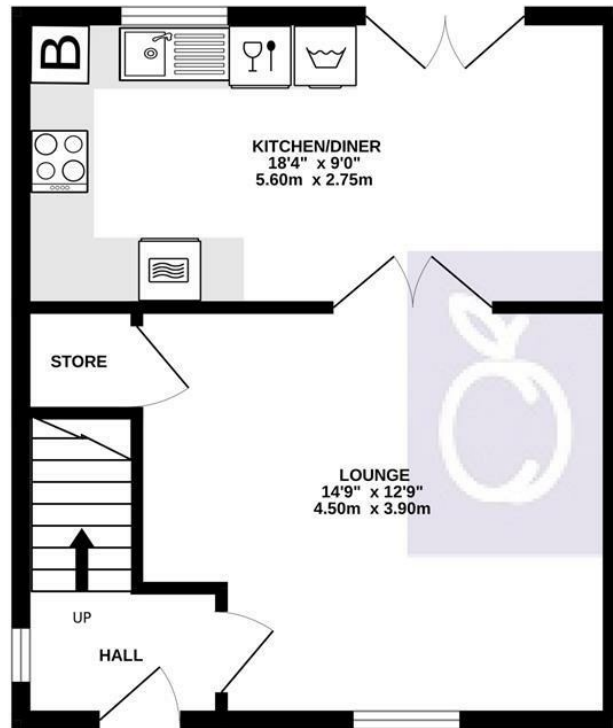 B
KITCHEN/DINER
18'4" x 9'0"
5.60m x 2.75m
STORE
LOUNGE
14'9" x 12'9"
4.50m x 3.90m
UP
HALL